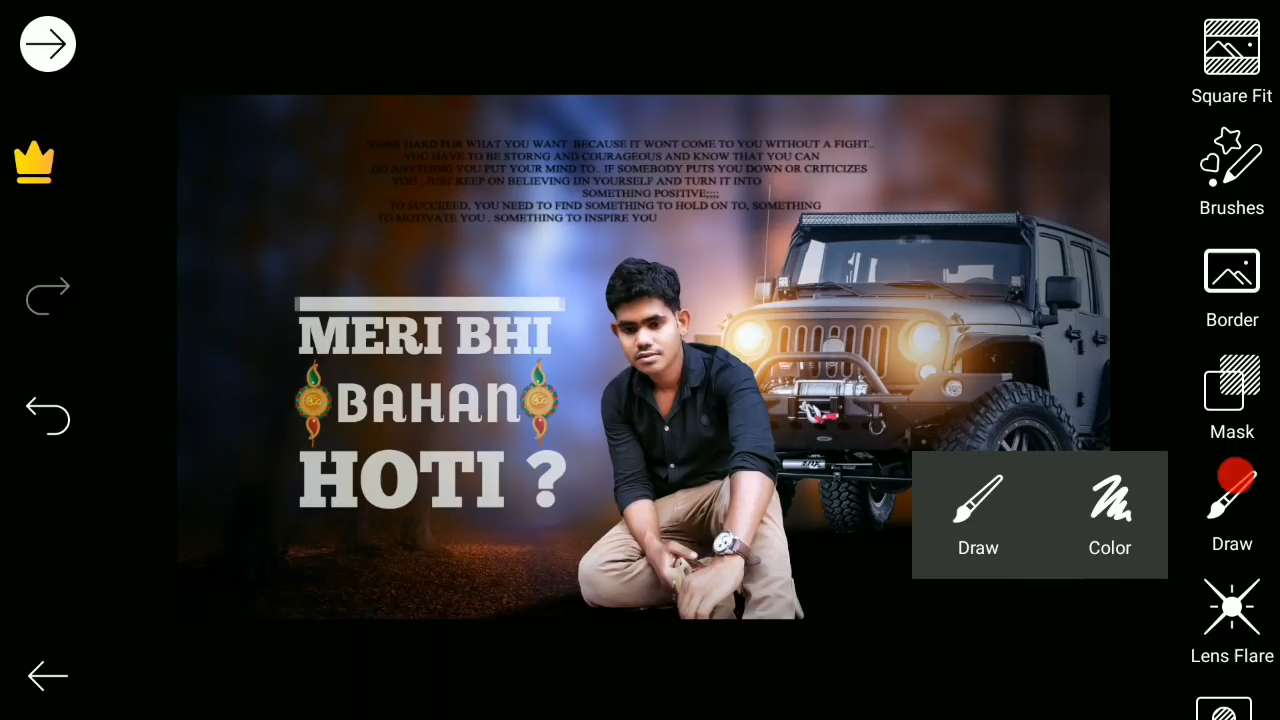 Square Fit
WORK HARD FOR WHAT YOU WANT BECAUSE IT WONT COME TO YOU WITHOUT A FIGHT..
YOU HAVE TO BE STORNG AND COURAGEOUS AND KNOW THAT YOU CAN
DO ANYTHING YOU PUT YOUR MIND TO.. IF SOMEBODY PUTS YOU DOWN OR CRITICIZES
YOU , JUST KEEP ON BELIEVING IJN YOURSELF AND TURN IT INTO
SOMETHING POSITIVE;;;;
TO SUCCEEED, YOU NEED TO FIND SOMETHING TO HOLD ON TO, SOMETHING
TO MOTIVATE YOU , SOMETHING TO INSPIRE YOU
Brushes
Border
MERI BHI
BAHAN
HOTI ?
Mask
Draw
Color
Draw
Lens Flare